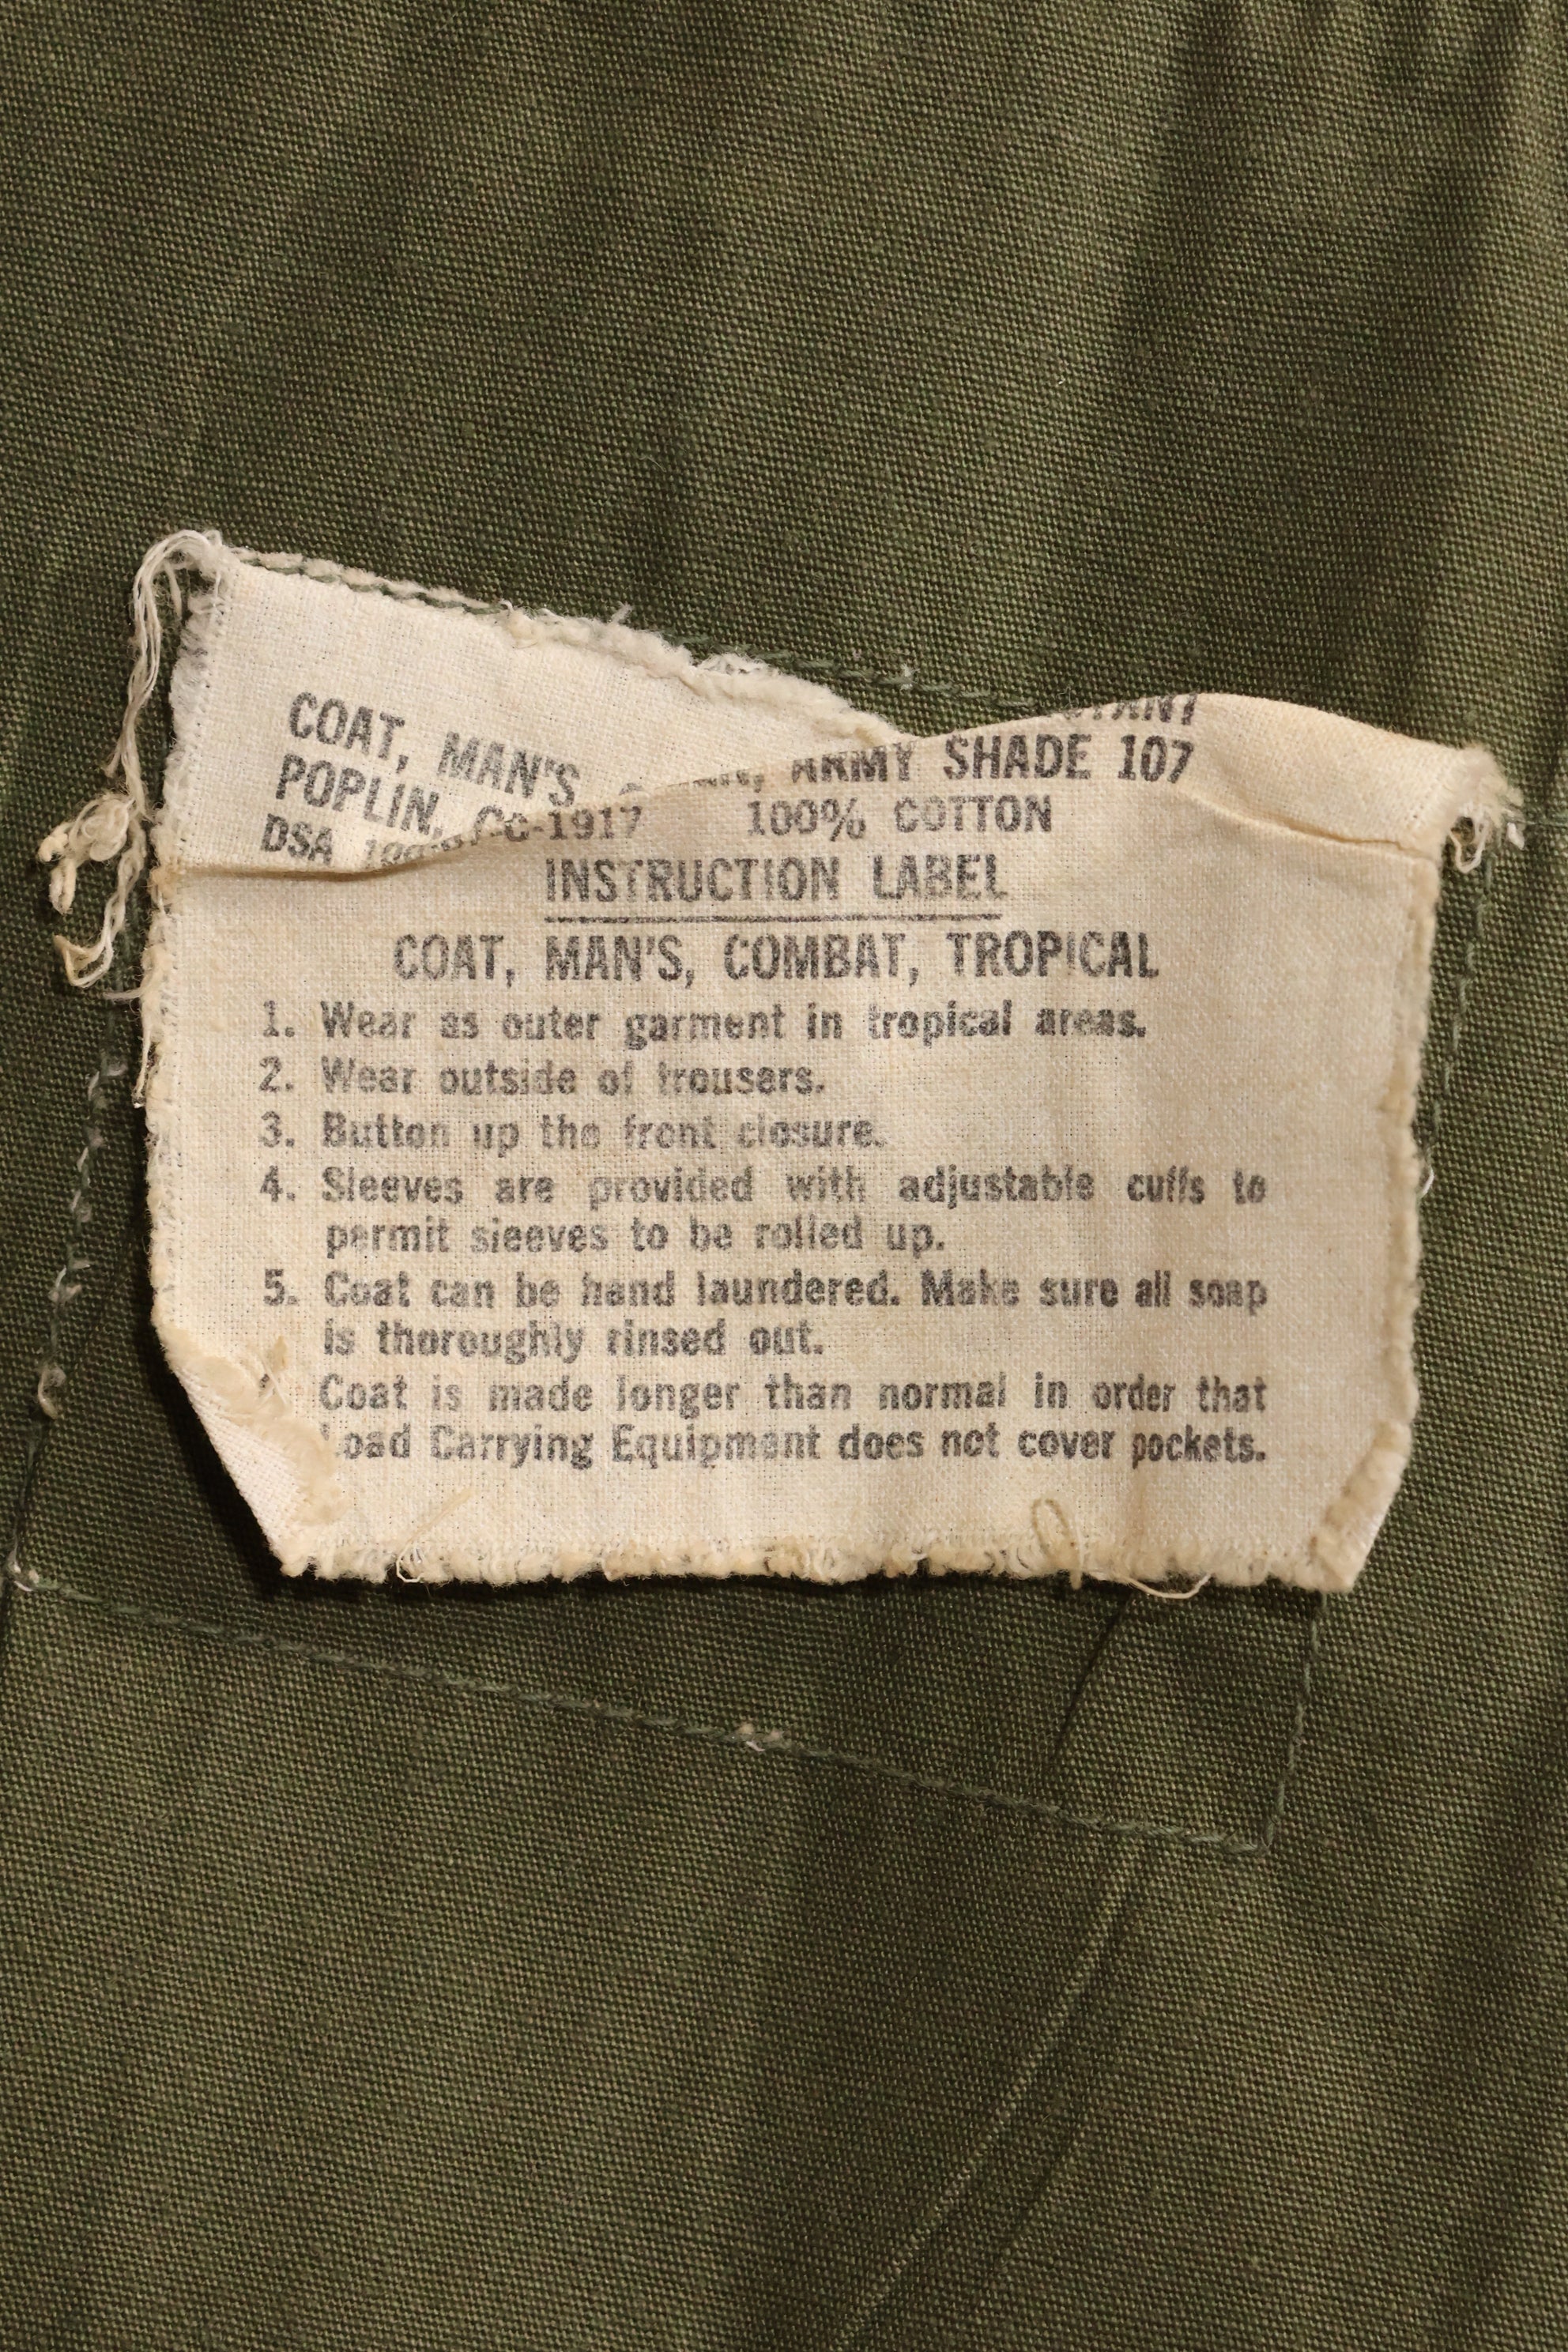 COAT, MAN'S
POPLIN, ARMY SHADE 107
DSA C-1917 100% COTTON
INSTRUCTION LABEL
COAT, MAN'S, COMBAT, TROPICAL
1. Wear as outer garment in tropical areas.
2. Wear outside of trousers.
3. Button up the front closure.
4. Sleeves are provided with adjustable cuffs to
permit sleeves to be rolled up.
5. Coat can be hand laundered. Make sure all soap
is thoroughly rinsed out.
Coat is made longer than normal in order that
Load Carrying Equipment does not cover pockets.